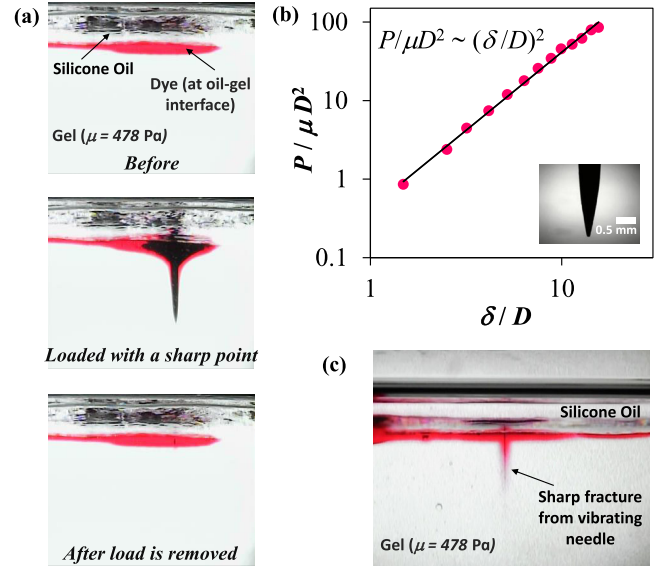 (a)
Silicone Oil
Dye (at oil-gel
interface)
Gel (μ = 478 Pa)
Before
Loaded with a sharp point
After load is removed
(b)
P/μD² ~ (δ/D)²
100
10
1
0.1
P / μD²
0.5 mm
1
10
δ / D
(c)
Silicone Oil
Sharp fracture
from vibrating
needle
Gel (μ = 478 Pa)